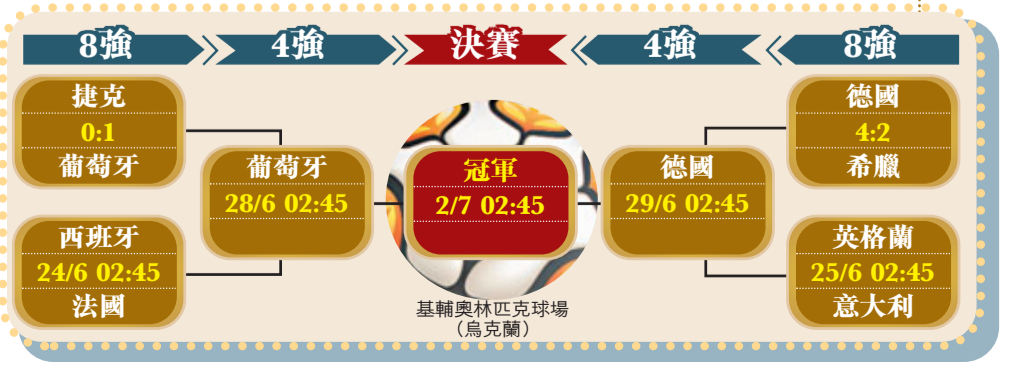 8強
4強
決賽
4強
8強
捷克
0:1
葡萄牙
西班牙
24/6 02:45
法國
葡萄牙
28/6 02:45
冠軍
2/7 02:45
基輔奧林匹克球場
（烏克蘭）
德國
29/6 02:45
德國
4:2
希臘
英格蘭
25/6 02:45
意大利